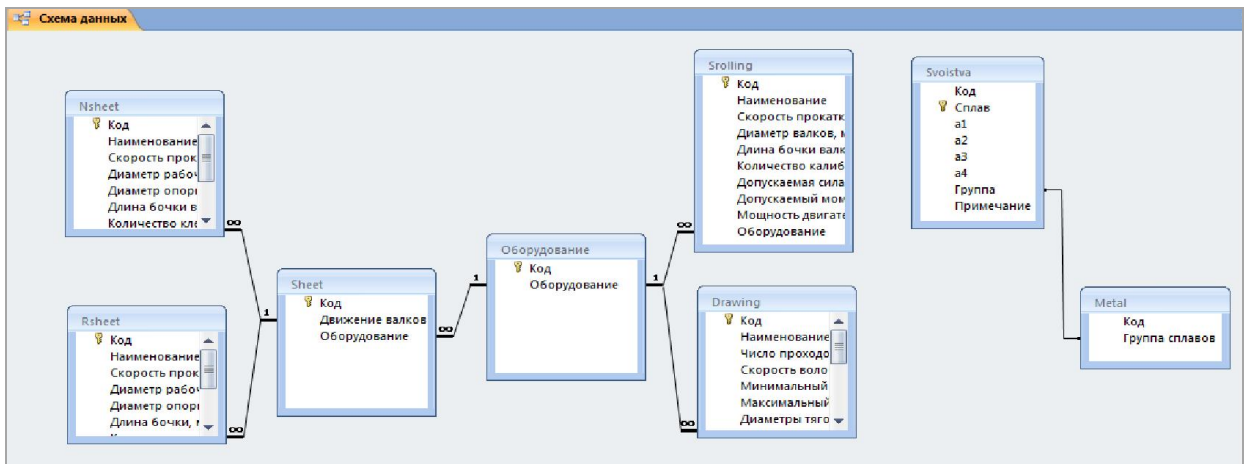 Схема данных
Nsheet
Код
Наименование
Скорость прок
Диаметр рабоч
Диаметр опорн
Длина бочки в
Количество кле
Rsheet
Код
Наименование
Скорость прок
Диаметр рабоч
Диаметр опорн
Длина бочки, м
Sheet
Код
Движение валков
Оборудование
Оборудование
Код
Оборудование
Srolling
Код
Наименование
Скорость прокатк
Диаметр валков, м
Длина бочки валк
Количество калиб
Допускаемая сила
Допускаемый мом
Мощность двигате
Оборудование
Drawing
Код
Наименование
Число проходо
Скорость воло
Минимальный
Максимальный
Диаметры тяго
Svoistva
Код
Сплав
a1
a2
a3
a4
Группа
Примечание
Metal
Код
Группа сплавов
∞
∞
1
∞
1
1
∞
∞